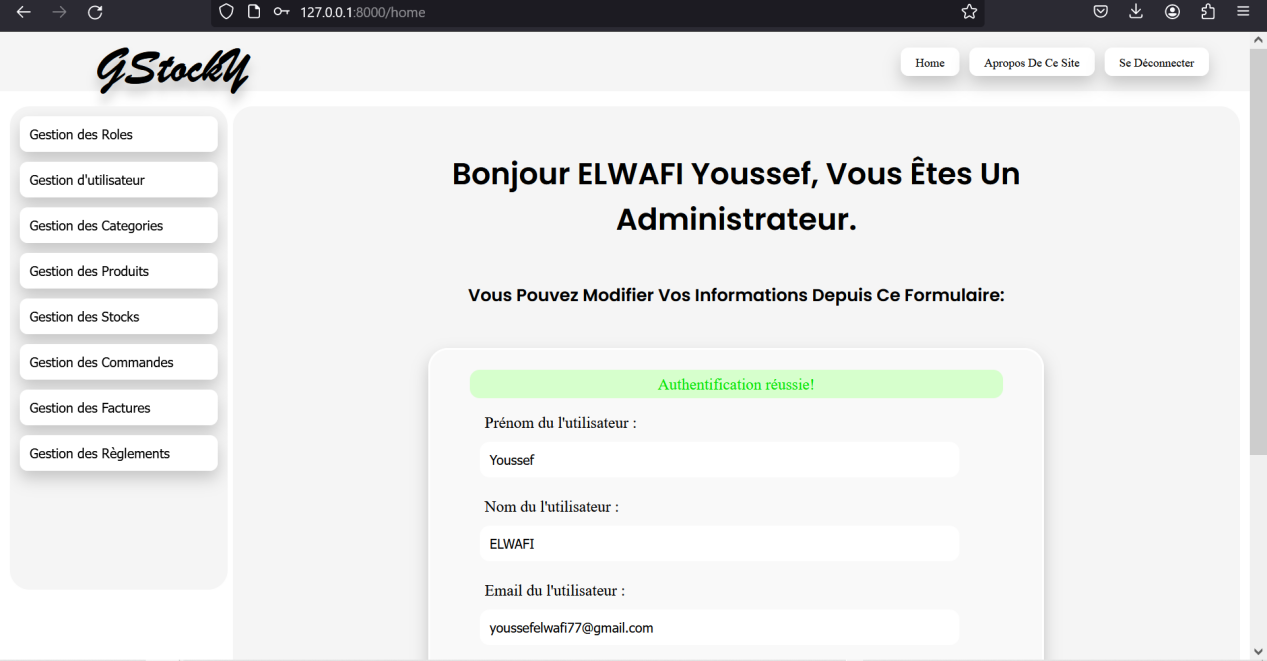 127.0.0.1:8000/home
GStockY
Home
Apropos De Ce Site
Se Déconnecter
Gestion des Roles
Gestion d'utilisateur
Gestion des Categories
Gestion des Produits
Gestion des Stocks
Gestion des Commandes
Gestion des Factures
Gestion des Règlements
Bonjour ELWAFI Youssef, Vous Êtes Un
Administrateur.
Vous Pouvez Modifier Vos Informations Depuis Ce Formulaire:
Authentification réussie!
Prénom du l'utilisateur :
Youssef
Nom du l'utilisateur :
ELWAFI
Email du l'utilisateur :
youssefelwafi77@gmail.com